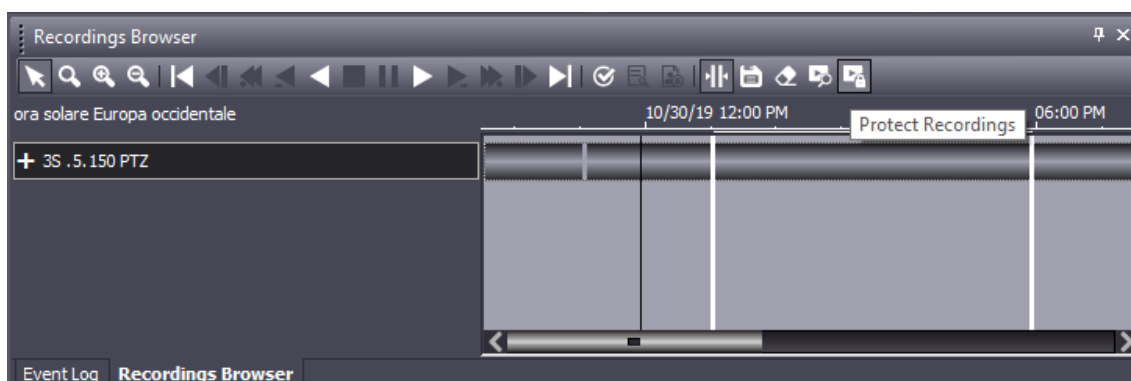 Recordings Browser
ora solare Europa occidentale
10/30/19 12:00 PM
06:00 PM
Protect Recordings
3S .5.150 PTZ
Event Log Recordings Browser